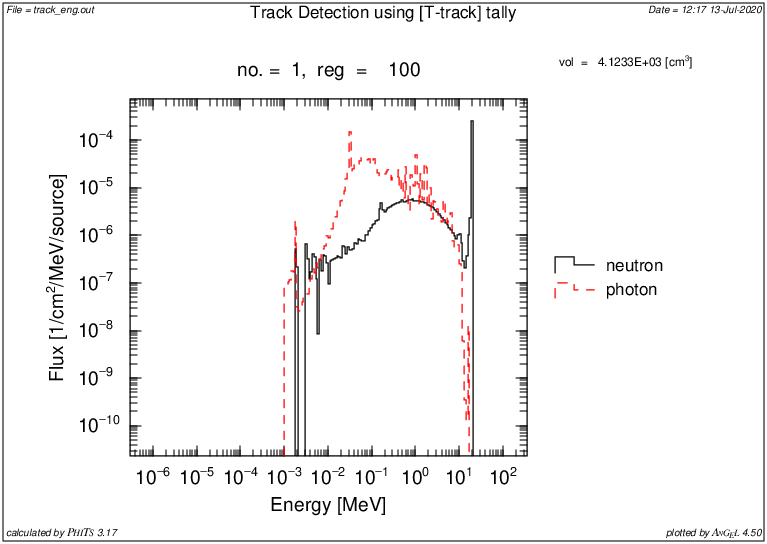 File = track_eng.out
Track Detection using [T-track] tally
Date = 12:17 13-Jul-2020
no. = 1, reg = 100
vol = 4.1233E+03 [cm³]
Flux [1/cm²/MeV/source]
10⁻⁴
10⁻⁵
10⁻⁶
10⁻⁷
10⁻⁸
10⁻⁹
10⁻¹⁰
neutron
photon
10⁻⁶ 10⁻⁵ 10⁻⁴ 10⁻³ 10⁻² 10⁻¹ 10⁰ 10¹ 10²
Energy [MeV]
calculated by PHITS 3.17
plotted by ANGEL 4.50